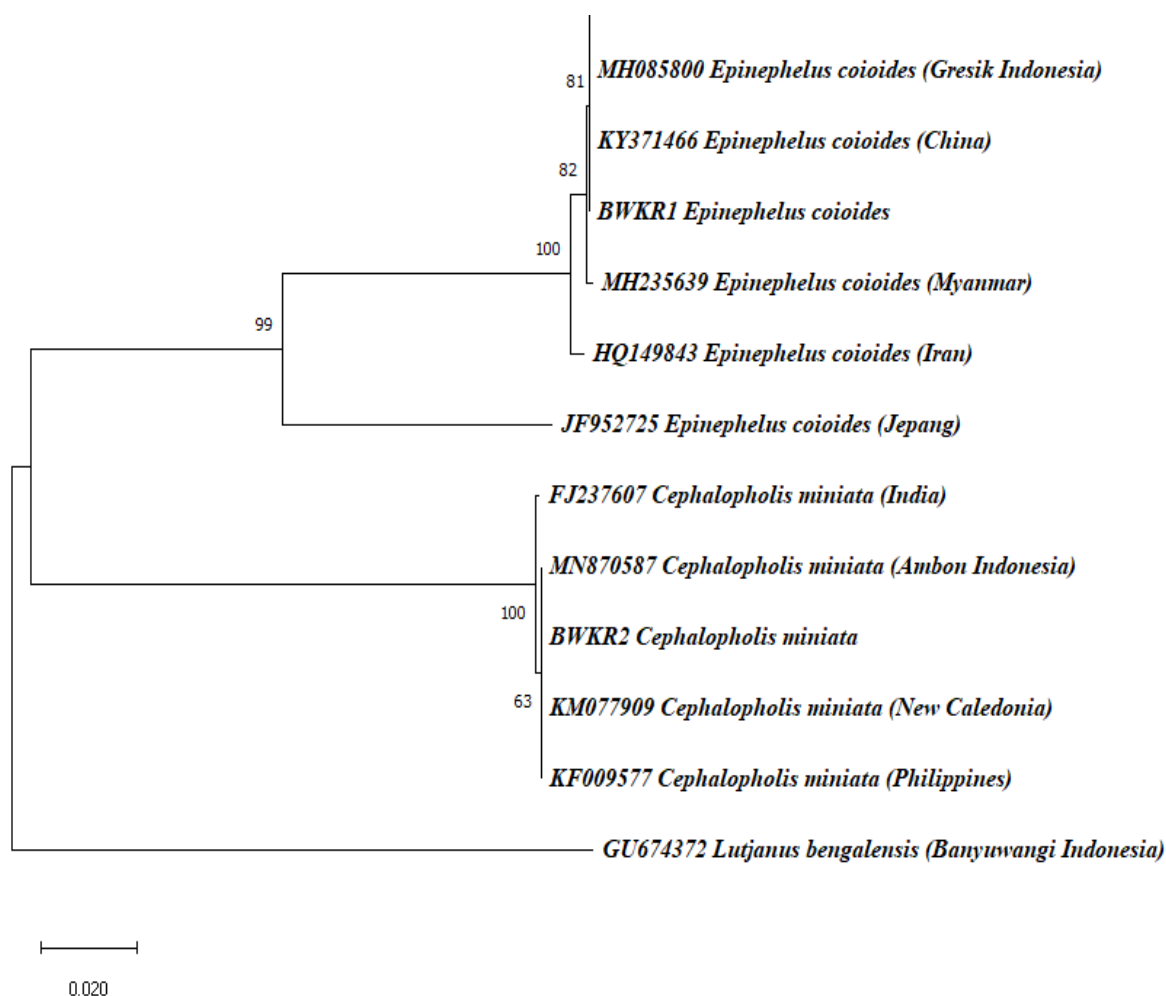 MH085800 Epinephelus coioides (Gresik Indonesia)
81
KY371466 Epinephelus coioides (China)
82
BWKR1 Epinephelus coioides
100
MH235639 Epinephelus coioides (Myanmar)
99
HQ149843 Epinephelus coioides (Iran)
JF952725 Epinephelus coioides (Jepang)
FJ237607 Cephalopholis miniata (India)
MN870587 Cephalopholis miniata (Ambon Indonesia)
100
BWKR2 Cephalopholis miniata
63
KM077909 Cephalopholis miniata (New Caledonia)
KF009577 Cephalopholis miniata (Philippines)
GU674372 Lutjanus bengalensis (Banyuwangi Indonesia)
0.020